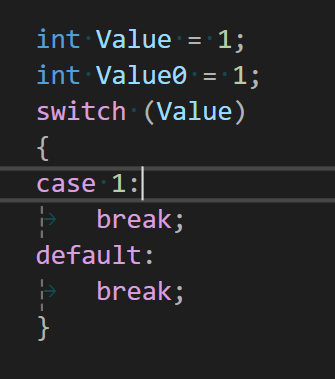 int Value = 1;
int Value0 = 1;
switch (Value)
{
case 1:
    break;
default:
    break;
}